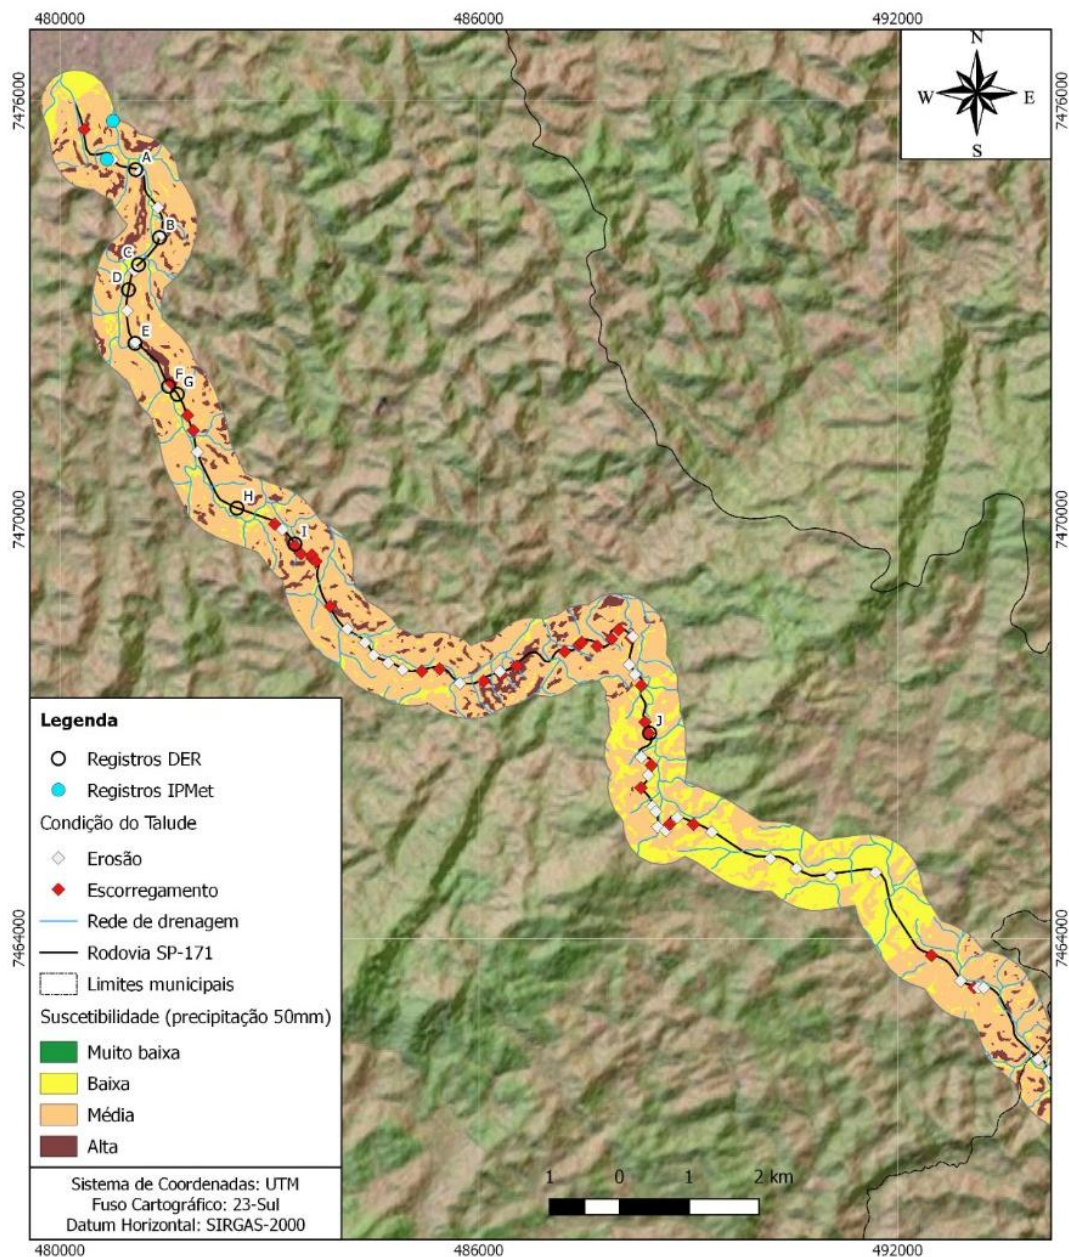 480000
486000
492000
N
W
E
S
7476000
7476000
A
B
C
D
E
F
G
H
I
7470000
7470000
J
Legenda
Registros DER
Registros IPMet
Condição do Talude
Erosão
Escorregamento
Rede de drenagem
Rodovia SP-171
Limites municipais
Suscetibilidade (precipitação 50mm)
Muito baixa
Baixa
Média
Alta
7464000
7464000
Sistema de Coordenadas: UTM
Fuso Cartográfico: 23-Sul
Datum Horizontal: SIRGAS-2000
1 0 1 2 km
480000
486000
492000